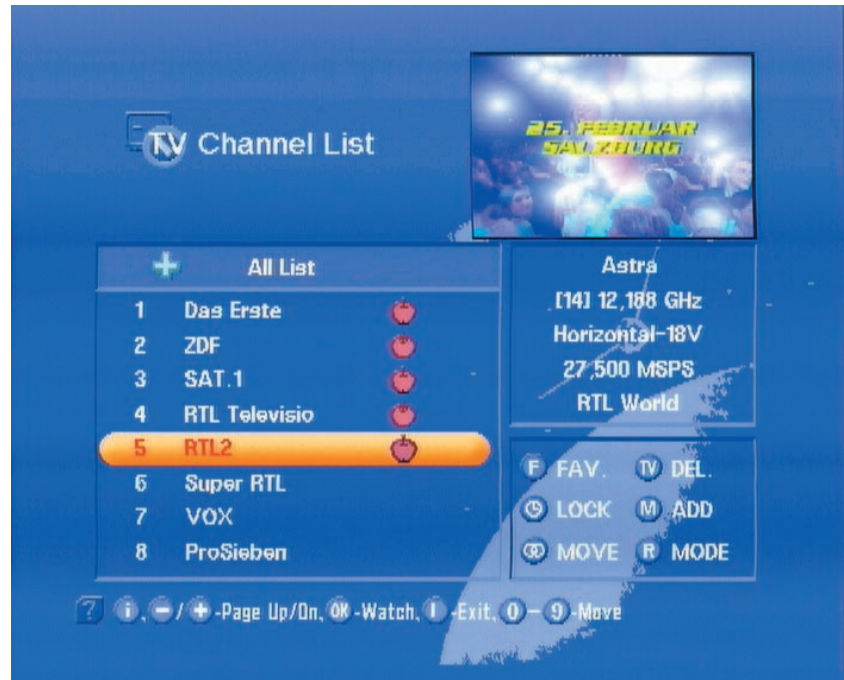 TV Channel List
25. FEBRUAR
SALZBURG
All List
1 Das Erste
2 ZDF
3 SAT.1
4 RTL Televisio
5 RTL2
6 Super RTL
7 VOX
8 ProSieben
Astra
[14] 12,188 GHz
Horizontal-18V
27,500 MSPS
RTL World
F FAV. TV DEL.
LOCK M ADD
MOVE R MODE
? i, -/+ -Page Up/Dn, OK -Watch, I -Exit, 0 - 9 -Move